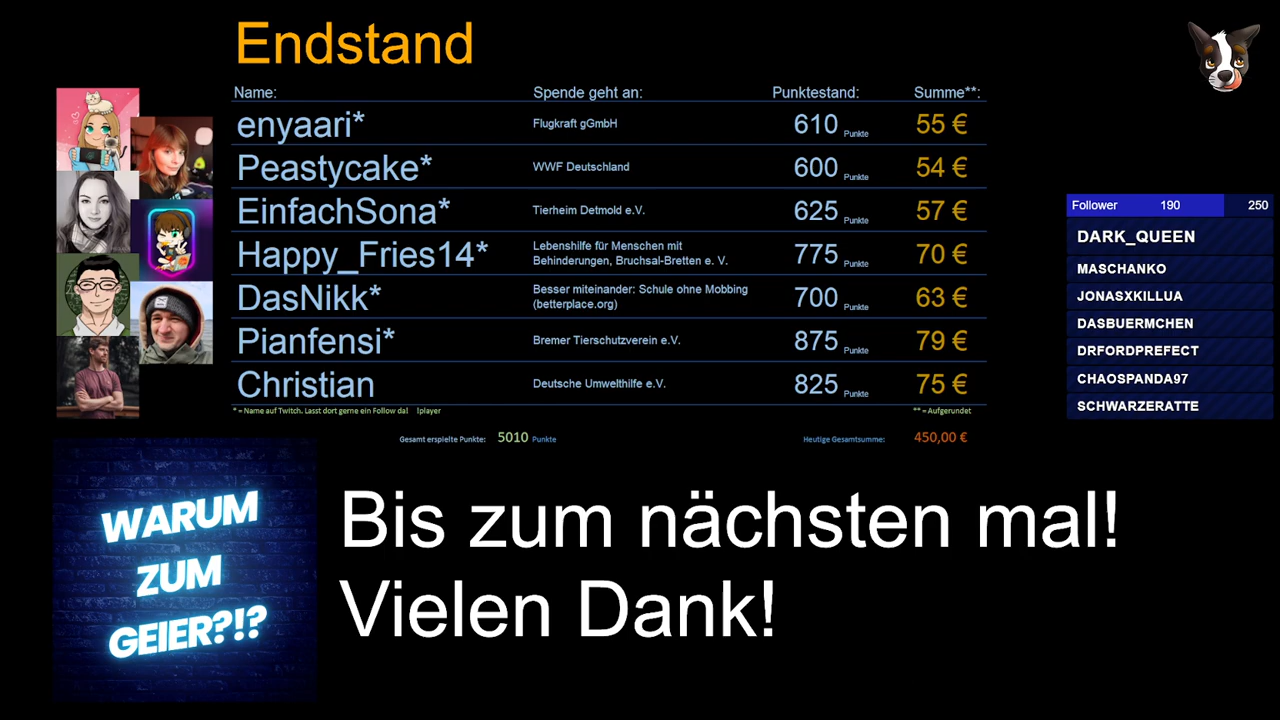 Endstand
Name: Spende geht an: Punktestand: Summe**:
enyaari* Flugkraft gGmbH 610 Punkte 55 €
Peastycake* WWF Deutschland 600 Punkte 54 €
EinfachSona* Tierheim Detmold e.V. 625 Punkte 57 €
Happy_Fries14* Lebenshilfe für Menschen mit
Behinderungen, Bruchsal-Bretten e. V. 775 Punkte 70 €
DasNikk* Besser miteinander: Schule ohne Mobbing
(betterplace.org) 700 Punkte 63 €
Pianfensi* Bremer Tierschutzverein e.V. 875 Punkte 79 €
Christian Deutsche Umwelthilfe e.V. 825 Punkte 75 €
* = Name auf Twitch. Lasst dort gerne ein Follow da! lplayer ** = Aufgerundet
Gesamt erspielte Punkte: 5010 Punkte Heutige Gesamtsumme: 450,00 €
Follower 190 250
DARK_QUEEN
MASCHANKO
JONASXKILLUA
DASBUERMCHEN
DRFORDPREFECT
CHAOSPANDA97
SCHWARZERATTE
WARUM
ZUM
GEIER?!?
Bis zum nächsten mal!
Vielen Dank!